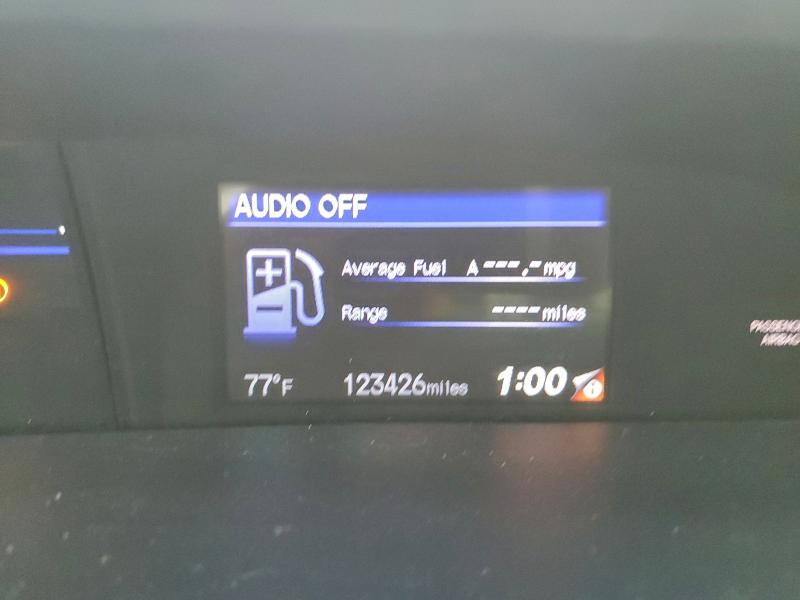 AUDIO OFF
Average Fuel A ---.- mpg
Range ---- miles
77°F 123426 miles 1:00